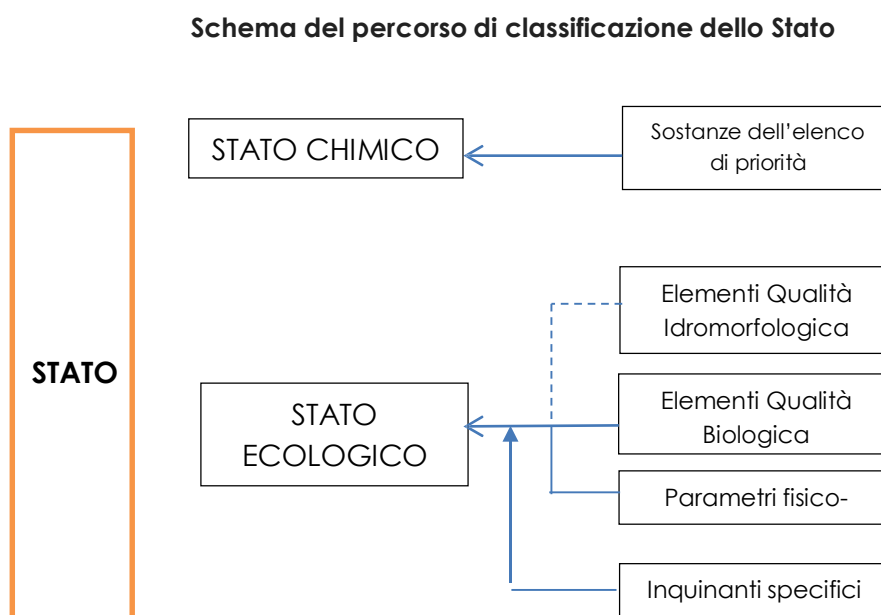 Schema del percorso di classificazione dello Stato
STATO CHIMICO
Sostanze dell'elenco
di priorità
Elementi Qualità
Idromorfologica
STATO
STATO
ECOLOGICO
Elementi Qualità
Biologica
Parametri fisico-
Inquinanti specifici